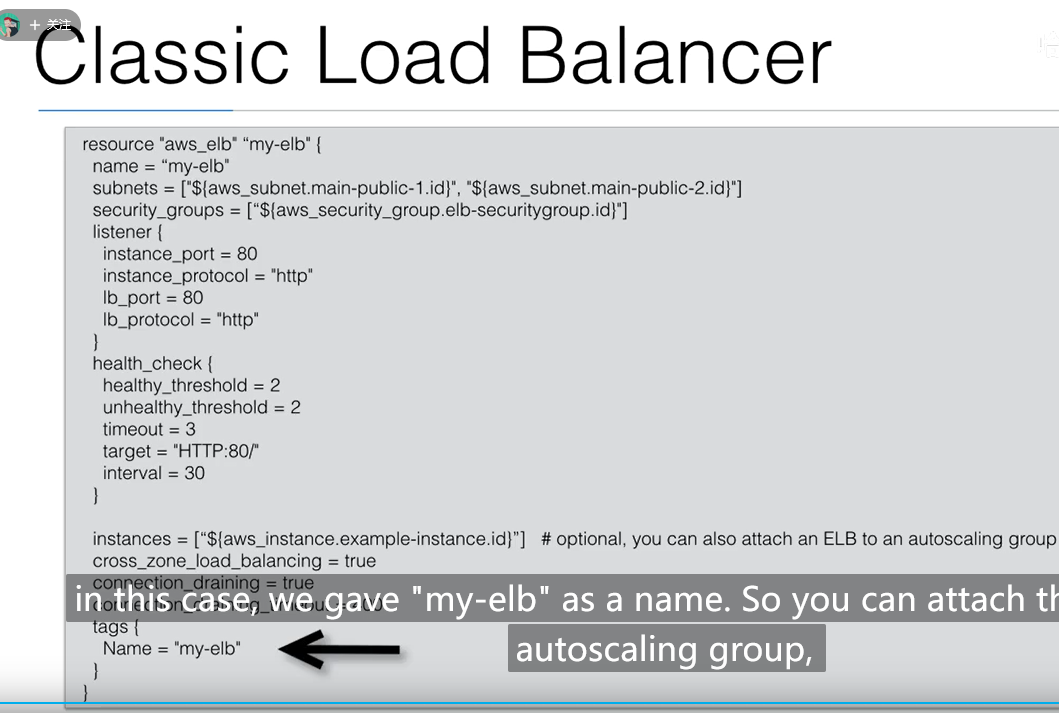 + 关注
Classic Load Balancer
resource "aws_elb" “my-elb" {
name = “my-elb"
subnets = ["${aws_subnet.main-public-1.id}", "${aws_subnet.main-public-2.id}"]
security_groups = [“${aws_security_group.elb-securitygroup.id}"]
listener {
instance_port = 80
instance_protocol = "http"
lb_port = 80
lb_protocol = "http"
}
health_check {
healthy_threshold = 2
unhealthy_threshold = 2
timeout = 3
target = "HTTP:80/"
interval = 30
}
instances = [“${aws_instance.example-instance.id}”] # optional, you can also attach an ELB to an autoscaling group
cross_zone_load_balancing = true
connection_draining = true
connection_draining_timeout = 400
in this case, we gave "my-elb" as a name. So you can attach
autoscaling group,
tags {
Name = "my-elb"
}
}